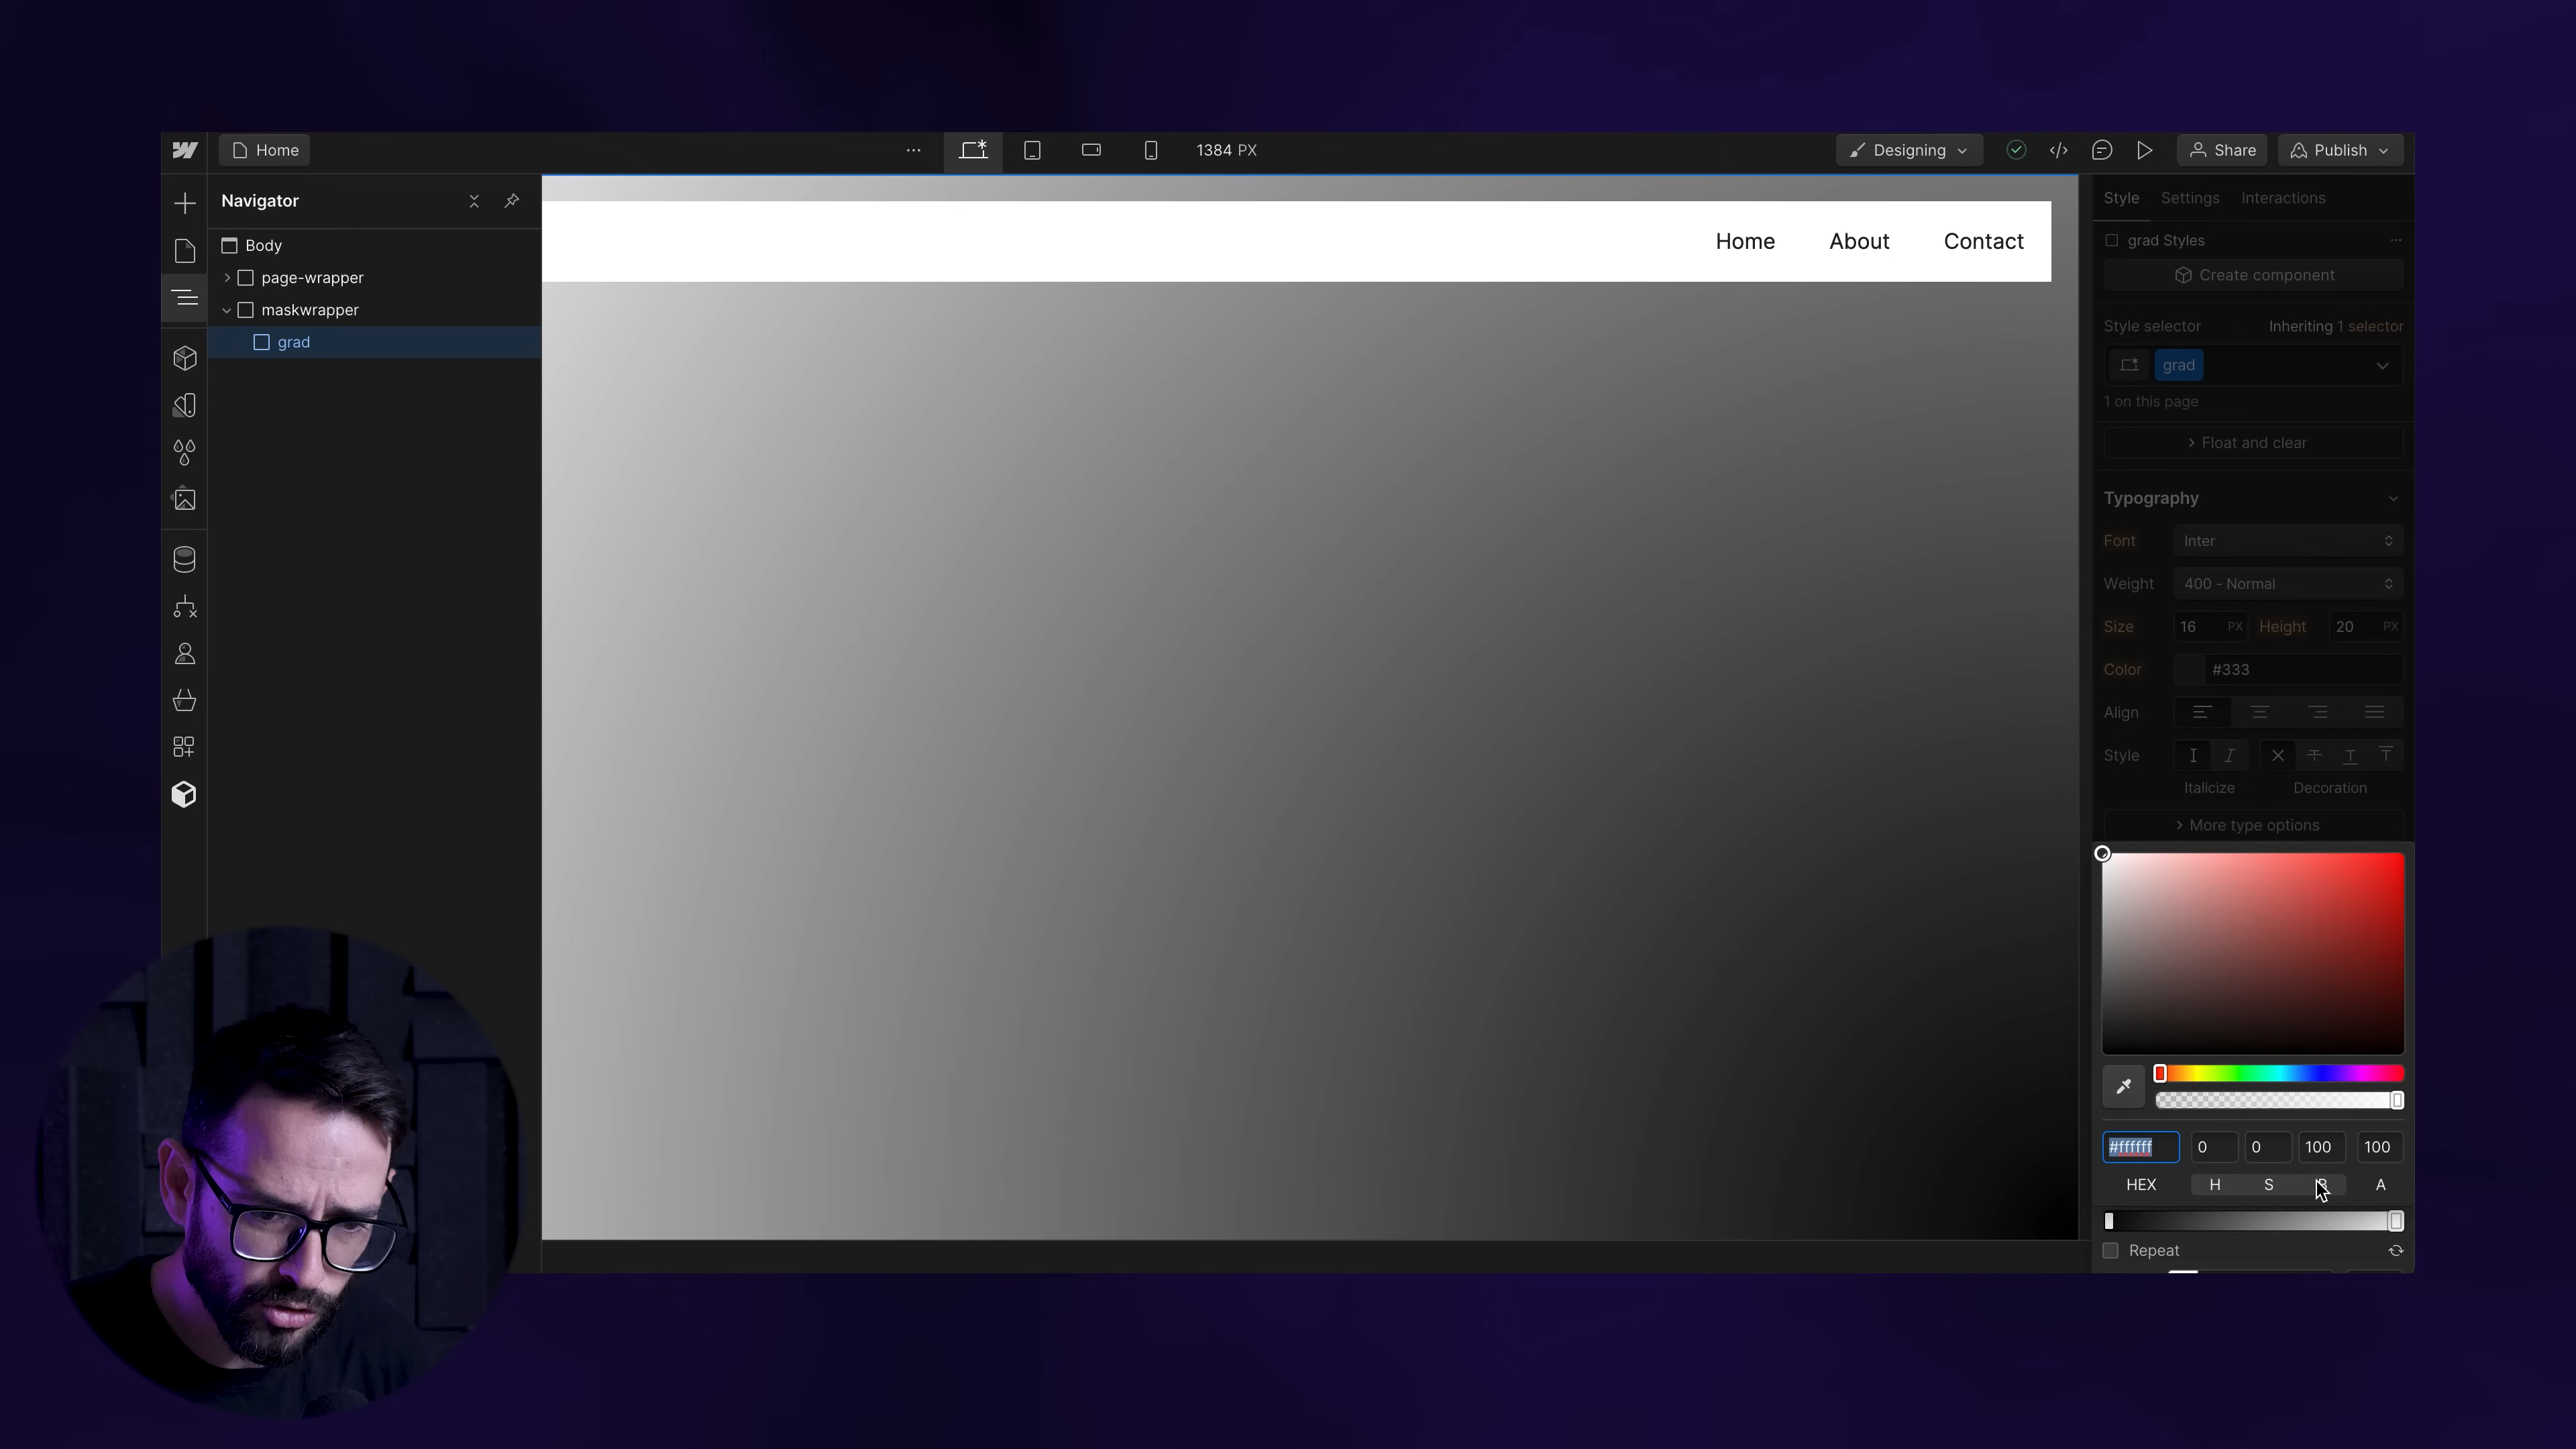 Home
1384 PX
Designing
Share
Publish
Navigator
Body
page-wrapper
maskwrapper
grad
Home About Contact
Style Settings Interactions
grad Styles
Create component
Style selector Inheriting 1 selector
grad
1 on this page
Float and clear
Typography
Font Inter
Weight 400 - Normal
Size 16 PX Height 20 PX
Color #333
Align
Style
Italicize Decoration
More type options
#ffffff 0 0 100 100
HEX H S B A
Repeat